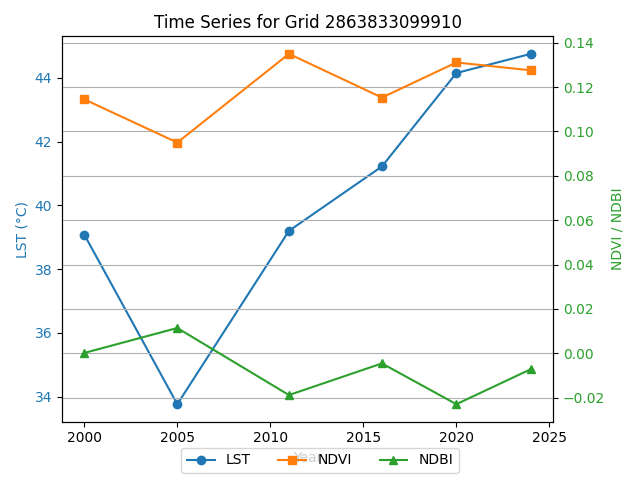 Time Series for Grid 2863833099910
LST (°C)
44
42
40
38
36
34
0.14
0.12
0.10
0.08
0.06
0.04
0.02
0.00
−0.02
NDVI / NDBI
2000 2005 2010 2015 2020 2025
Year
LST NDVI NDBI